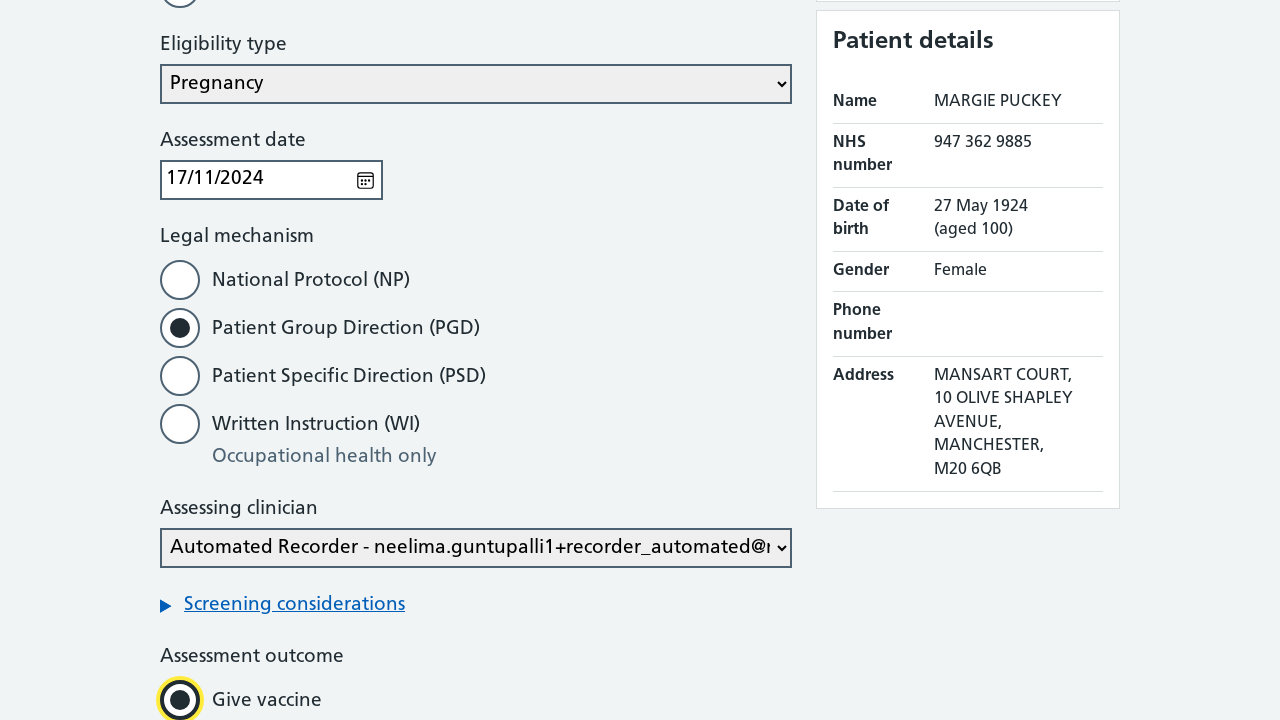 Eligibility type
Pregnancy
Assessment date
17/11/2024
Legal mechanism
National Protocol (NP)
Patient Group Direction (PGD)
Patient Specific Direction (PSD)
Written Instruction (WI)
Occupational health only
Assessing clinician
Automated Recorder - neelima.guntupalli1+recorder_automated@
Screening considerations
Assessment outcome
Give vaccine
Patient details
Name MARGIE PUCKEY
NHS 947 362 9885
number
Date of 27 May 1924
birth (aged 100)
Gender Female
Phone
number
Address MANSART COURT,
10 OLIVE SHAPLEY
AVENUE,
MANCHESTER,
M20 6QB